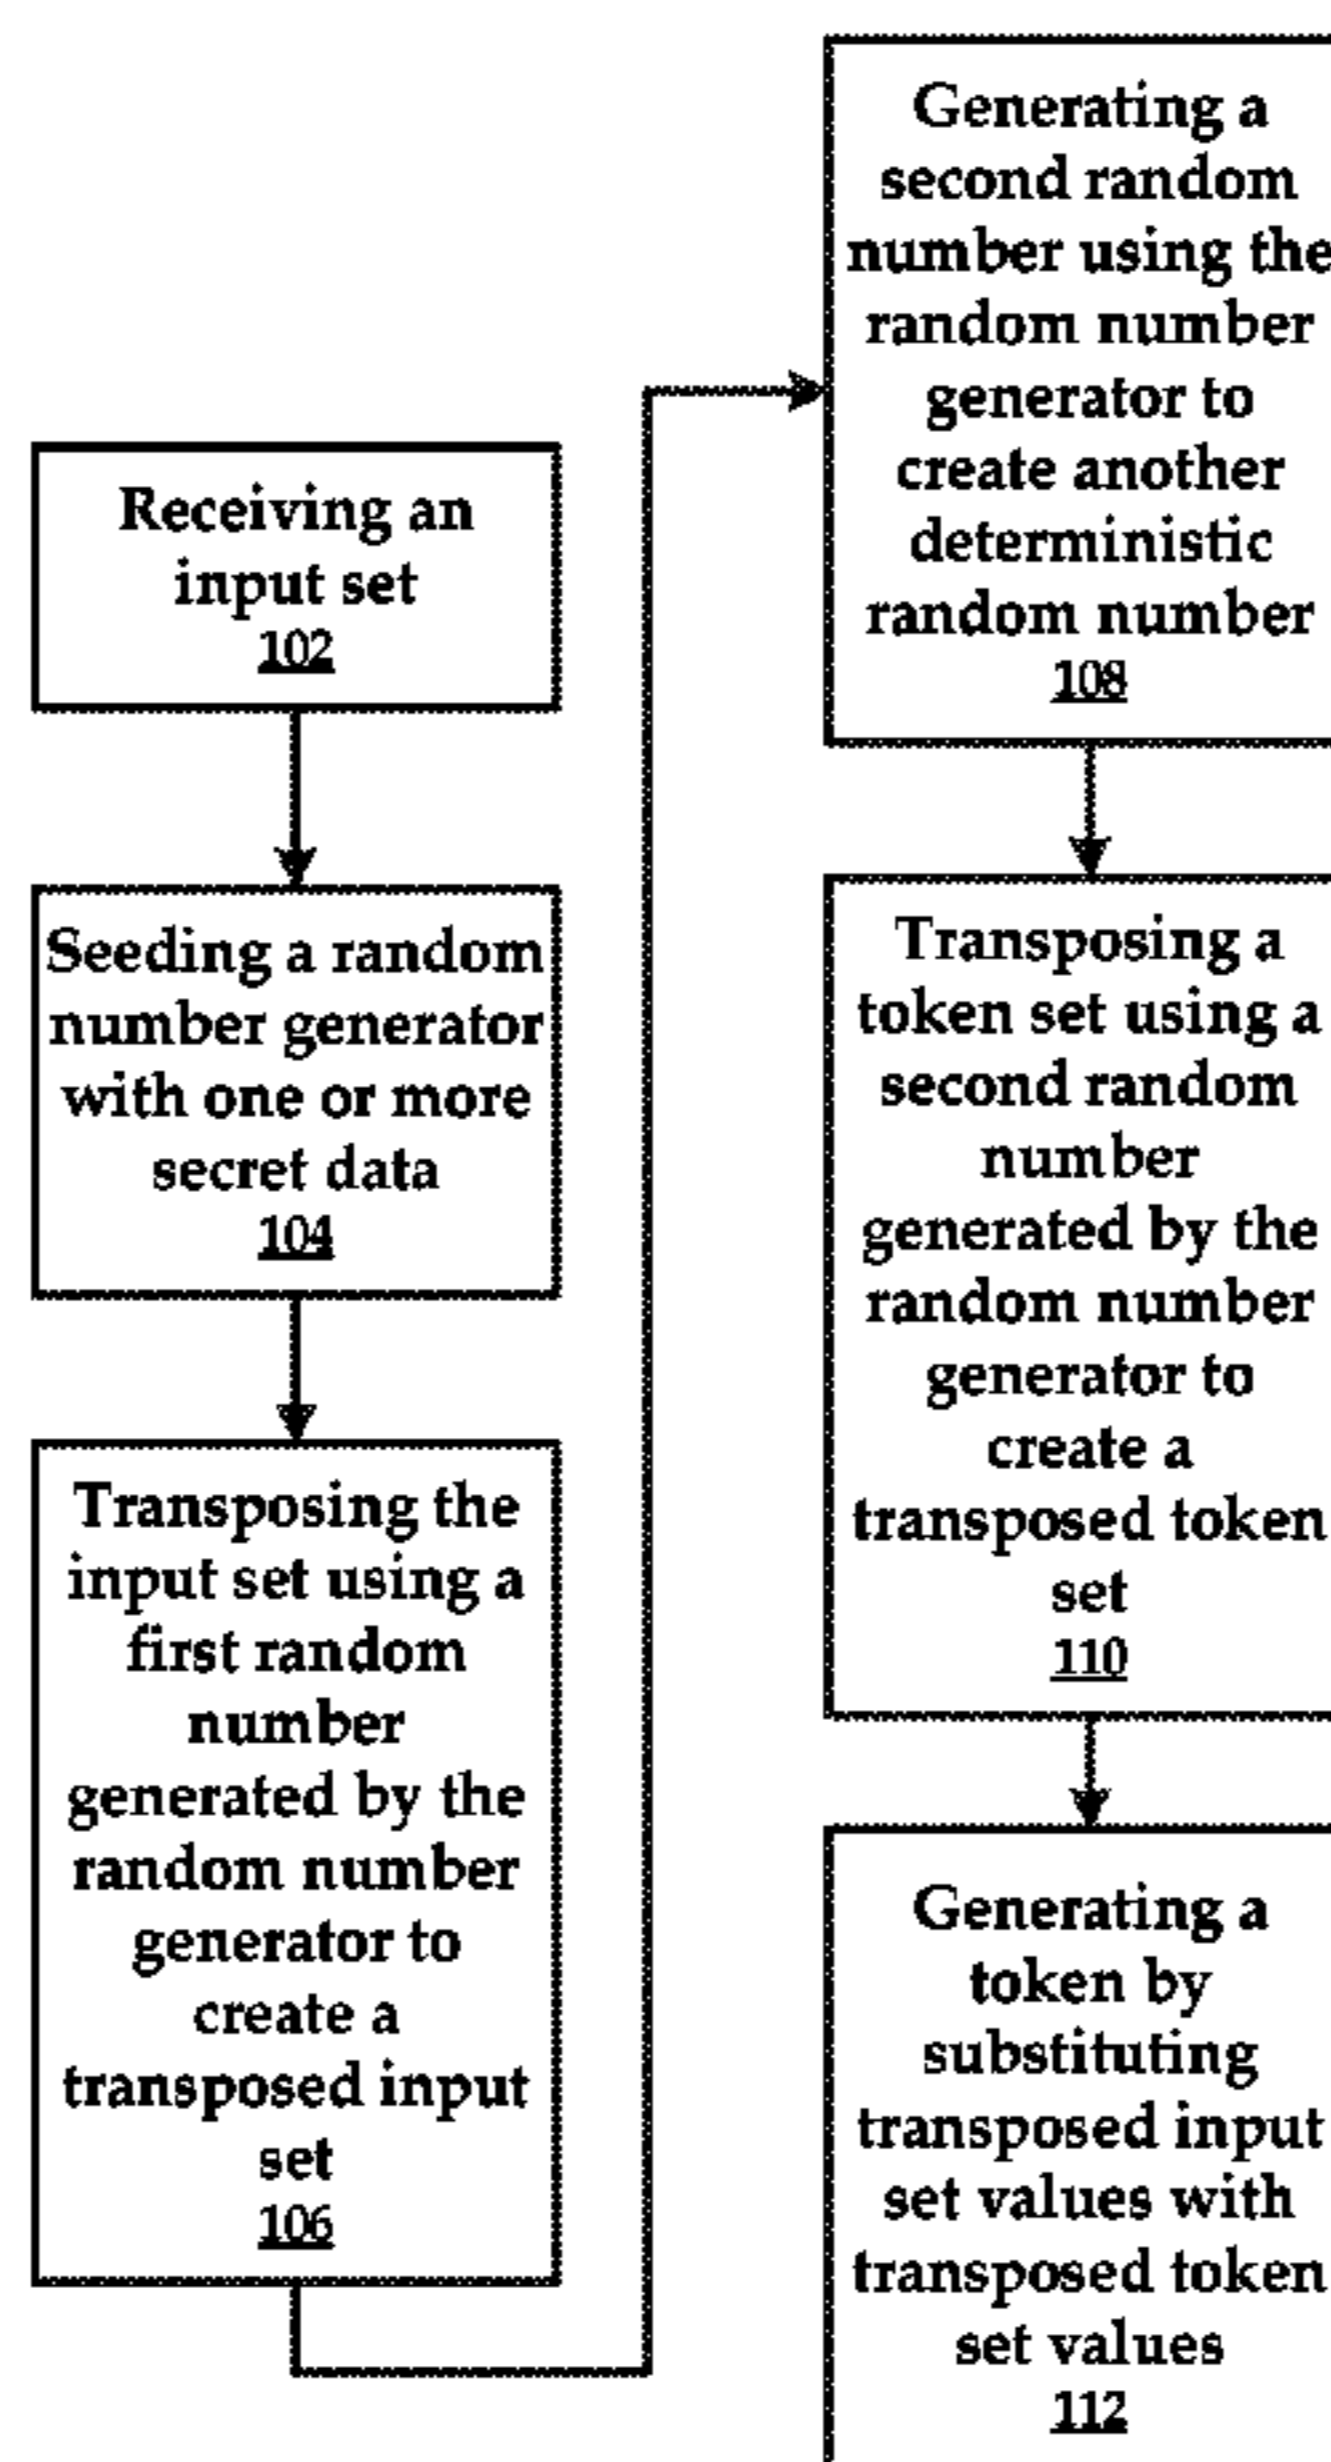 Receiving an
input set
102
Seeding a random
number generator
with one or more
secret data
104
Transposing the
input set using a
first random
number
generated by the
random number
generator to
create a
transposed input
set
106
Generating a
second random
number using the
random number
generator to
create another
deterministic
random number
108
Transposing a
token set using a
second random
number
generated by the
random number
generator to
create a
transposed token
set
110
Generating a
token by
substituting
transposed input
set values with
transposed token
set values
112